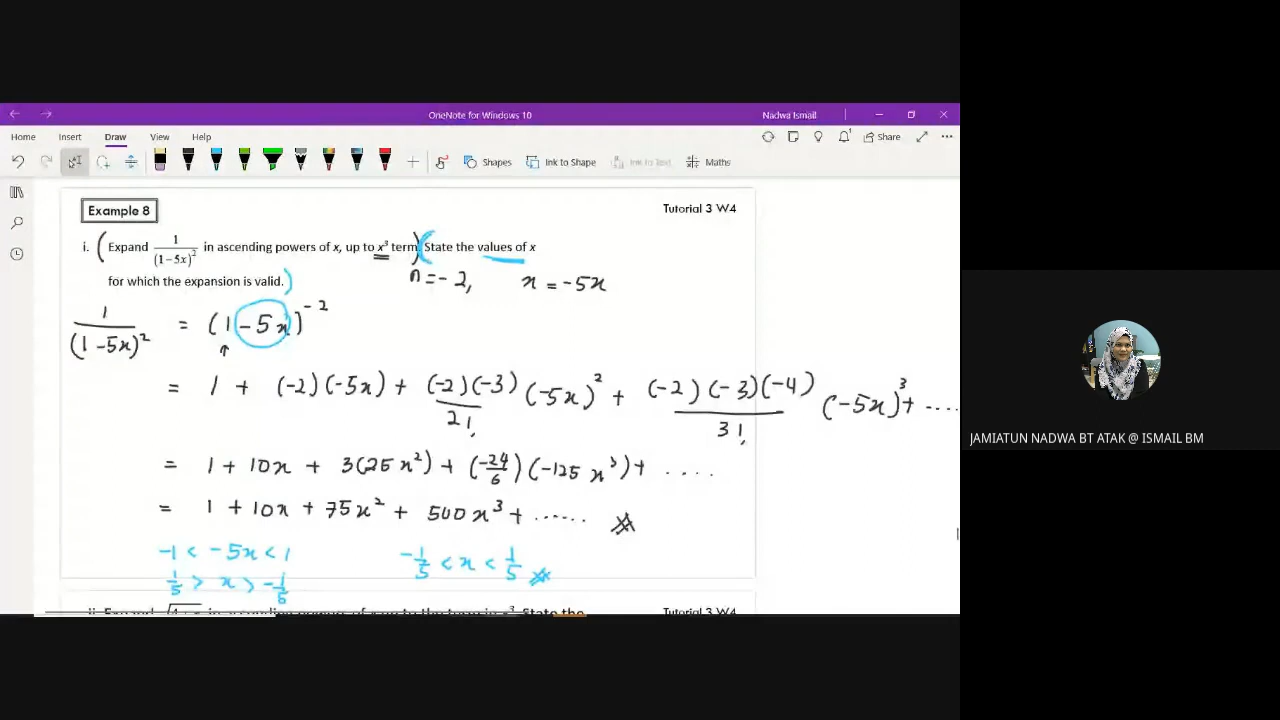 OneNote for Windows 10
Nadwa Ismail
Home Insert Draw View Help
Share
Shapes Ink to Shape Ink to Text Maths
Example 8
Tutorial 3 W4
i. (Expand 1/(1−5x)² in ascending powers of x, up to x³ term) (State the values of x
for which the expansion is valid.)
n = -2, x = -5x
1/(1-5x)² = (1-5x)⁻²
= 1 + (-2)(-5x) + (-2)(-3)/2! (-5x)² + (-2)(-3)(-4)/3! (-5x)³ + ....
= 1 + 10x + 3(25x²) + (-24/6)(-125x³) + ....
= 1 + 10x + 75x² + 500x³ + ......
-1 < -5x < 1
-1/5 < x < 1/5
1/5 > x > -1/5
State the
Tutorial 3 W4
JAMIATUN NADWA BT ATAK @ ISMAIL BM